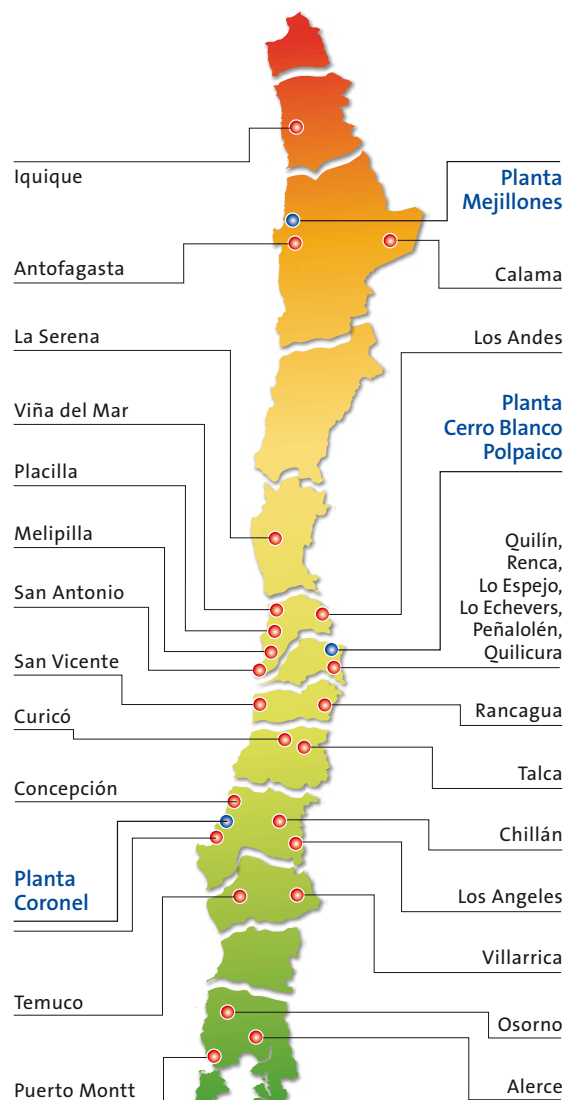 Iquique
Planta
Mejillones
Antofagasta
Calama
La Serena
Los Andes
Viña del Mar
Planta
Cerro Blanco
Polpaico
Placilla
Melipilla
Quilín,
Renca,
Lo Espejo,
Lo Echevers,
Peñalolén,
Quilicura
San Antonio
San Vicente
Rancagua
Curicó
Talca
Concepción
Chillán
Planta
Coronel
Los Angeles
Villarrica
Temuco
Osorno
Puerto Montt
Alerce